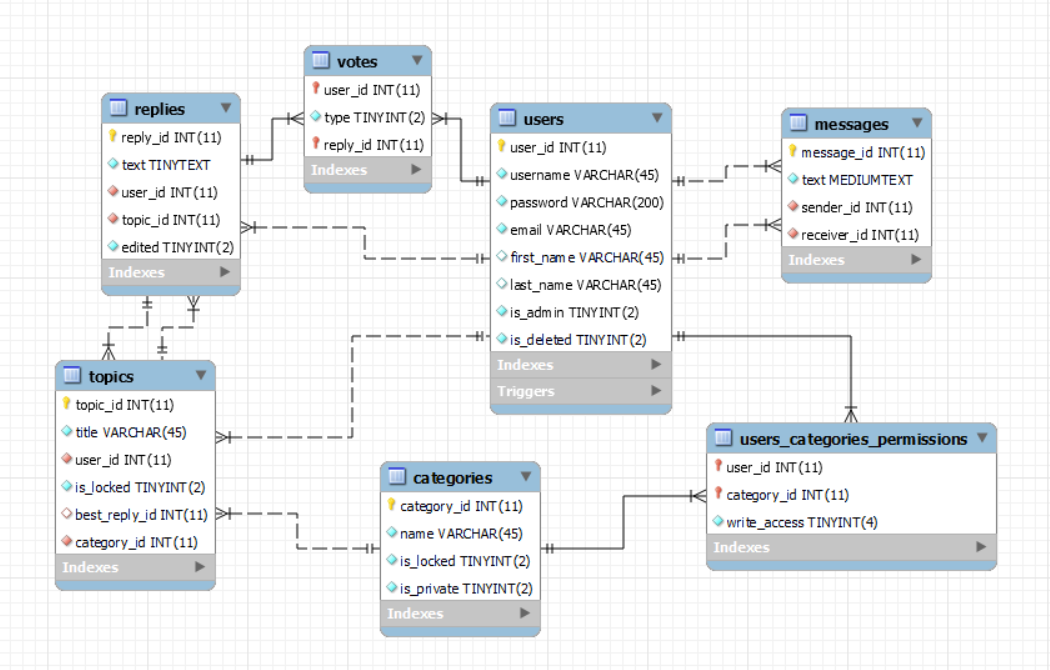 votes
user_id INT(11)
type TINYINT(2)
reply_id INT(11)
Indexes
replies
reply_id INT(11)
text TINYTEXT
user_id INT(11)
topic_id INT(11)
edited TINYINT(2)
Indexes
users
user_id INT(11)
username VARCHAR(45)
password VARCHAR(200)
email VARCHAR(45)
first_name VARCHAR(45)
last_name VARCHAR(45)
is_admin TINYINT(2)
is_deleted TINYINT(2)
Indexes
Triggers
messages
message_id INT(11)
text MEDIUMTEXT
sender_id INT(11)
receiver_id INT(11)
Indexes
topics
topic_id INT(11)
title VARCHAR(45)
user_id INT(11)
is_locked TINYINT(2)
best_reply_id INT(11)
category_id INT(11)
Indexes
categories
category_id INT(11)
name VARCHAR(45)
is_locked TINYINT(2)
is_private TINYINT(2)
Indexes
users_categories_permissions
user_id INT(11)
category_id INT(11)
write_access TINYINT(4)
Indexes